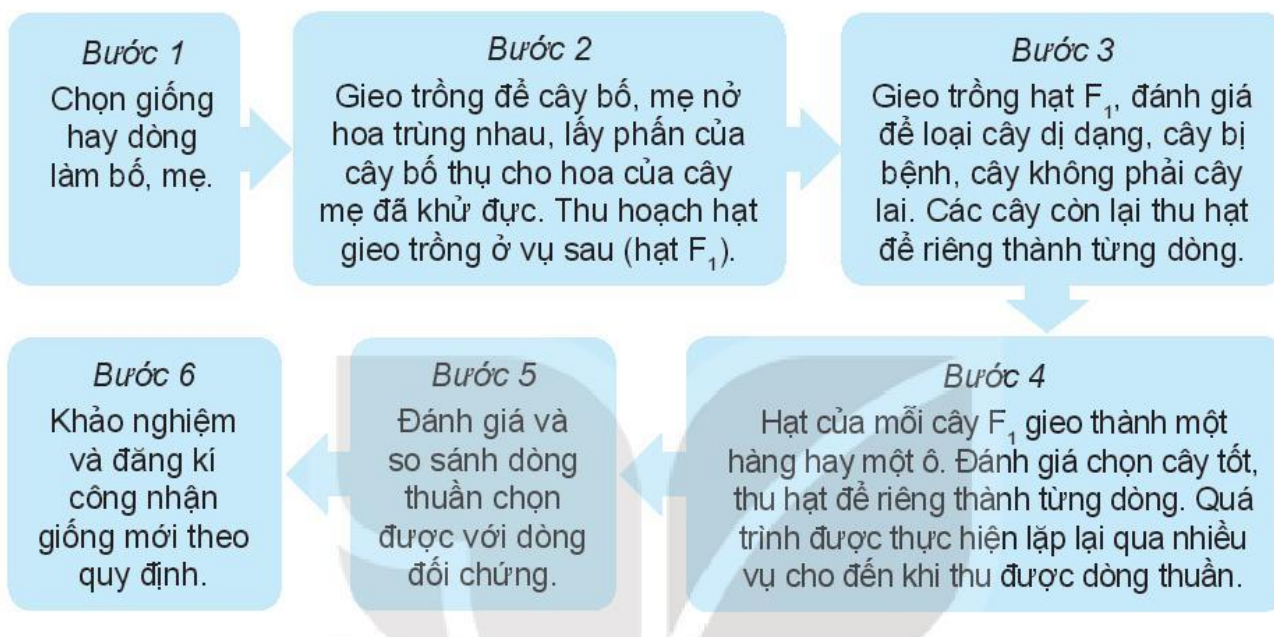 Bước 1
Chọn giống
hay dòng
làm bố, mẹ.
Bước 2
Gieo trồng để cây bố, mẹ nở
hoa trùng nhau, lấy phấn của
cây bố thụ cho hoa của cây
mẹ đã khử đực. Thu hoạch hạt
gieo trồng ở vụ sau (hạt F₁).
Bước 3
Gieo trồng hạt F₁, đánh giá
để loại cây dị dạng, cây bị
bệnh, cây không phải cây
lai. Các cây còn lại thu hạt
để riêng thành từng dòng.
Bước 4
Hạt của mỗi cây F₁ gieo thành một
hàng hay một ô. Đánh giá chọn cây tốt,
thu hạt để riêng thành từng dòng. Quá
trình được thực hiện lặp lại qua nhiều
vụ cho đến khi thu được dòng thuần.
Bước 5
Đánh giá và
so sánh dòng
thuần chọn
được với dòng
đối chứng.
Bước 6
Khảo nghiệm
và đăng kí
công nhận
giống mới theo
quy định.